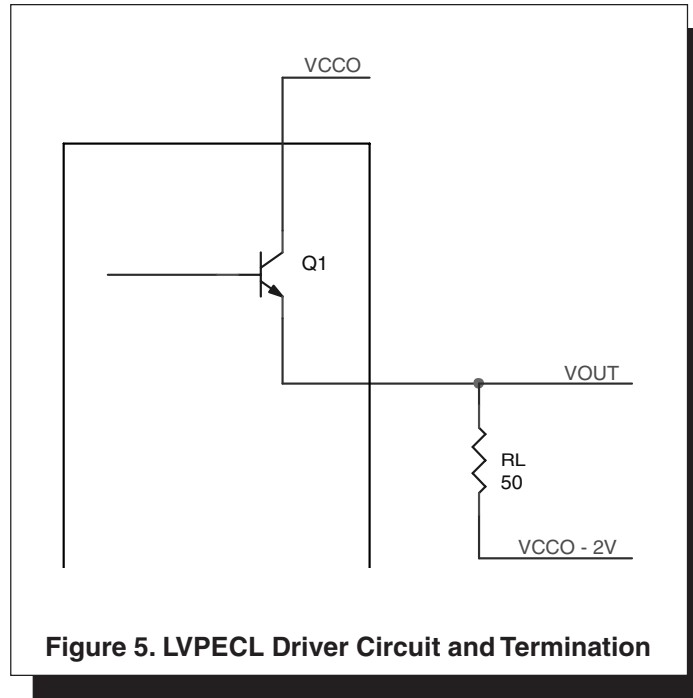 VCCO
Q1
VOUT
RL
50
VCCO - 2V
Figure 5. LVPECL Driver Circuit and Termination